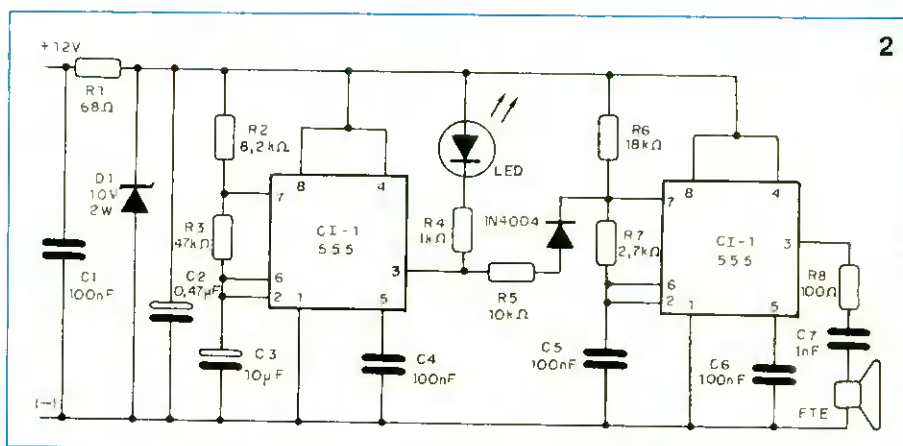 2
+12V
R1
68Ω
D1
10V
2W
C1
100nF
C2
0,47µF
R2
8,2kΩ
R3
47kΩ
C3
10µF
8
4
7
CI-1
555
6
2
3
1
5
C4
100nF
LED
R4
1kΩ
R5
10kΩ
1N4004
R6
18kΩ
R7
2,7kΩ
C5
100nF
8
4
7
CI-1
555
3
6
2
1
5
C6
100nF
R8
100Ω
C7
1nF
FTE
(-)